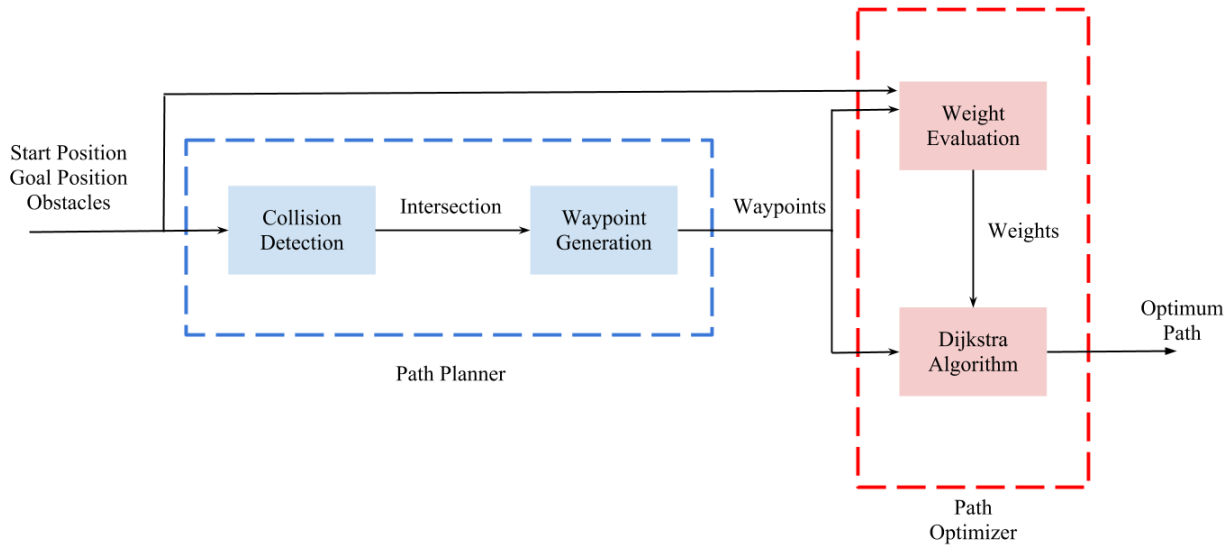 Start Position
Goal Position
Obstacles
Collision
Detection
Intersection
Waypoint
Generation
Path Planner
Waypoints
Weight
Evaluation
Weights
Dijkstra
Algorithm
Optimum
Path
Path
Optimizer